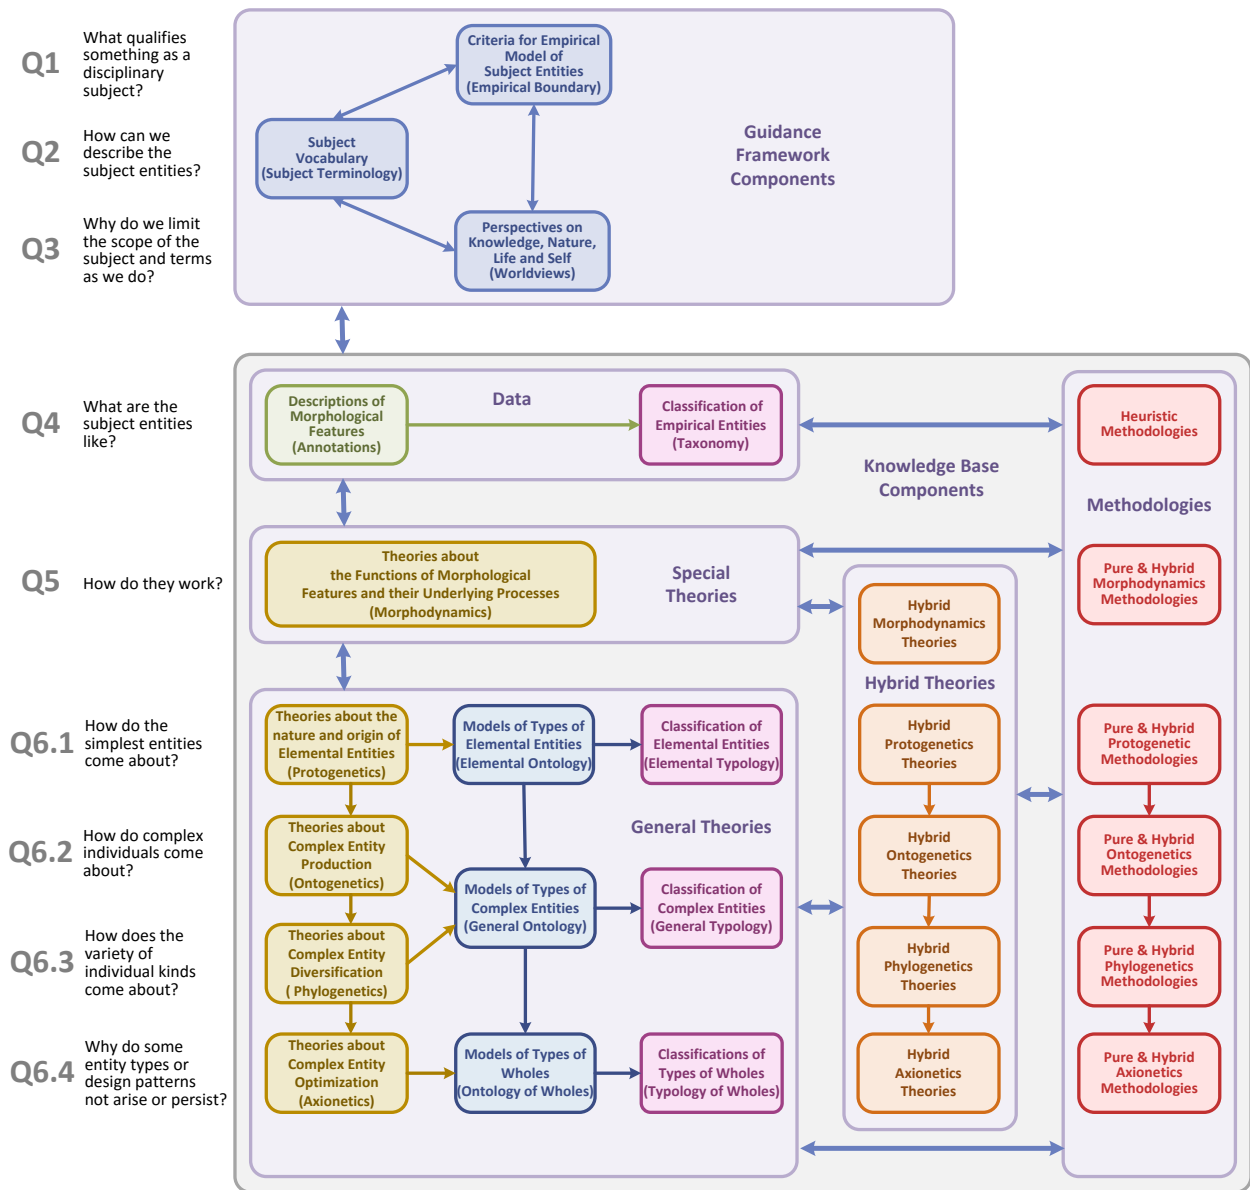 Q1
What qualifies
something as a
disciplinary
subject?
Criteria for Empirical
Model of
Subject Entities
(Empirical Boundary)
Q2
How can we
describe the
subject entities?
Subject
Vocabulary
(Subject Terminology)
Guidance
Framework
Components
Q3
Why do we limit
the scope of the
subject and terms
as we do?
Perspectives on
Knowledge, Nature,
Life and Self
(Worldviews)
Q4
What are the
subject entities
like?
Descriptions of
Morphological
Features
(Annotations)
Data
Classification of
Empirical Entities
(Taxonomy)
Heuristic
Methodologies
Knowledge Base
Components
Methodologies
Q5
How do they work?
Theories about
the Functions of Morphological
Features and their Underlying Processes
(Morphodynamics)
Special
Theories
Hybrid
Morphodynamics
Theories
Pure & Hybrid
Morphodynamics
Methodologies
Hybrid Theories
Q6.1
How do the
simplest entities
come about?
Theories about the
nature and origin of
Elemental Entities
(Protogenetics)
Models of Types of
Elemental Entities
(Elemental Ontology)
Classification of
Elemental Entities
(Elemental Typology)
Hybrid
Protogenetics
Theories
Pure & Hybrid
Protogenetic
Methodologies
General Theories
Q6.2
How do complex
individuals come
about?
Theories about
Complex Entity
Production
(Ontogenetics)
Models of Types of
Complex Entities
(General Ontology)
Classification of
Complex Entities
(General Typology)
Hybrid
Ontogenetics
Theories
Pure & Hybrid
Ontogenetics
Methodologies
Q6.3
How does the
variety of
individual kinds
come about?
Theories about
Complex Entity
Diversification
( Phylogenetics)
Hybrid
Phylogenetics
Thoeries
Pure & Hybrid
Phylogenetics
Methodologies
Q6.4
Why do some
entity types or
design patterns
not arise or persist?
Theories about
Complex Entity
Optimization
(Axionetics)
Models of Types of
Wholes
(Ontology of Wholes)
Classifications of
Types of Wholes
(Typology of Wholes)
Hybrid
Axionetics
Theories
Pure & Hybrid
Axionetics
Methodologies